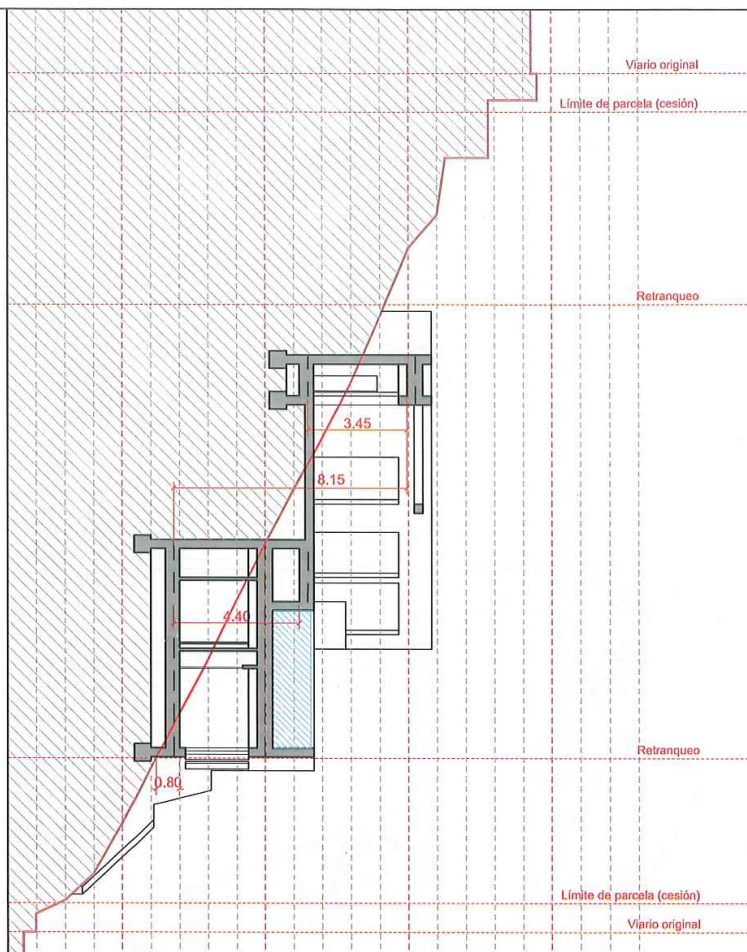 Viario original
Límite de parcela (cesión)
Retranqueo
3.45
8.15
4.40
Retranqueo
0.80
Límite de parcela (cesión)
Viario original